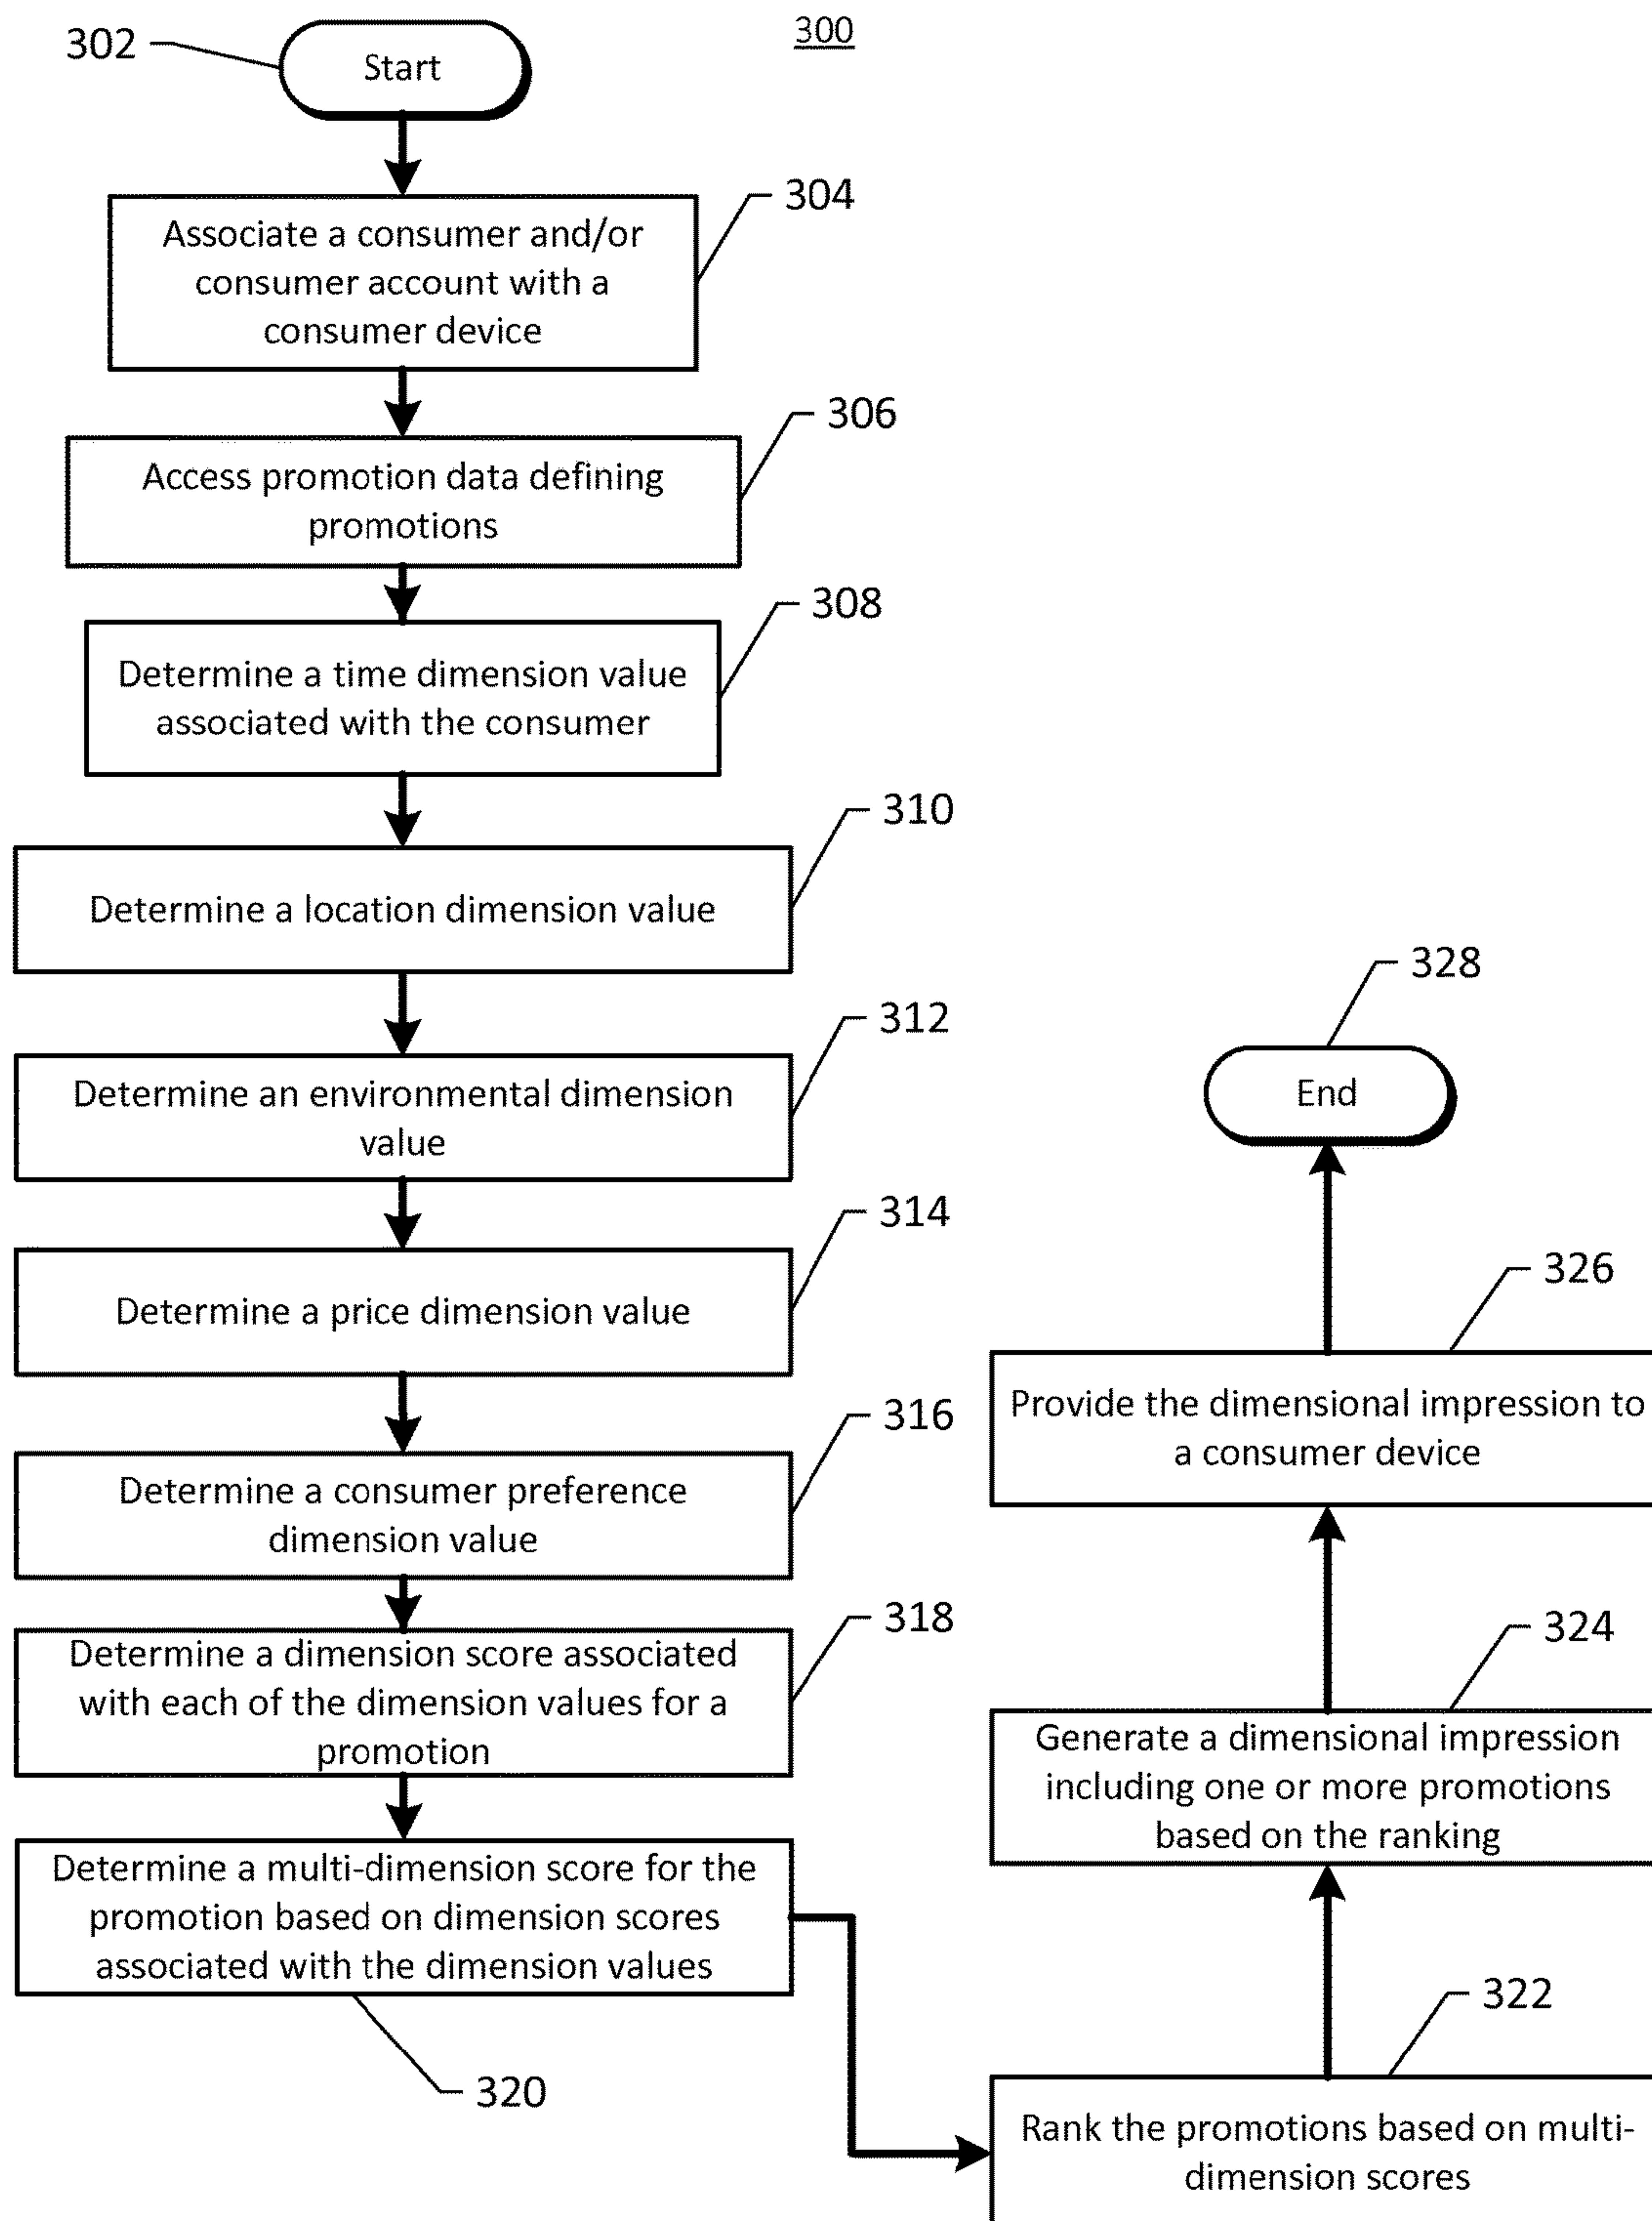 300
302
Start
304
Associate a consumer and/or
consumer account with a
consumer device
306
Access promotion data defining
promotions
308
Determine a time dimension value
associated with the consumer
310
Determine a location dimension value
312
Determine an environmental dimension
value
314
Determine a price dimension value
316
Determine a consumer preference
dimension value
318
Determine a dimension score associated
with each of the dimension values for a
promotion
Determine a multi-dimension score for the
promotion based on dimension scores
associated with the dimension values
320
322
Rank the promotions based on multi-
dimension scores
324
Generate a dimensional impression
including one or more promotions
based on the ranking
326
Provide the dimensional impression to
a consumer device
328
End